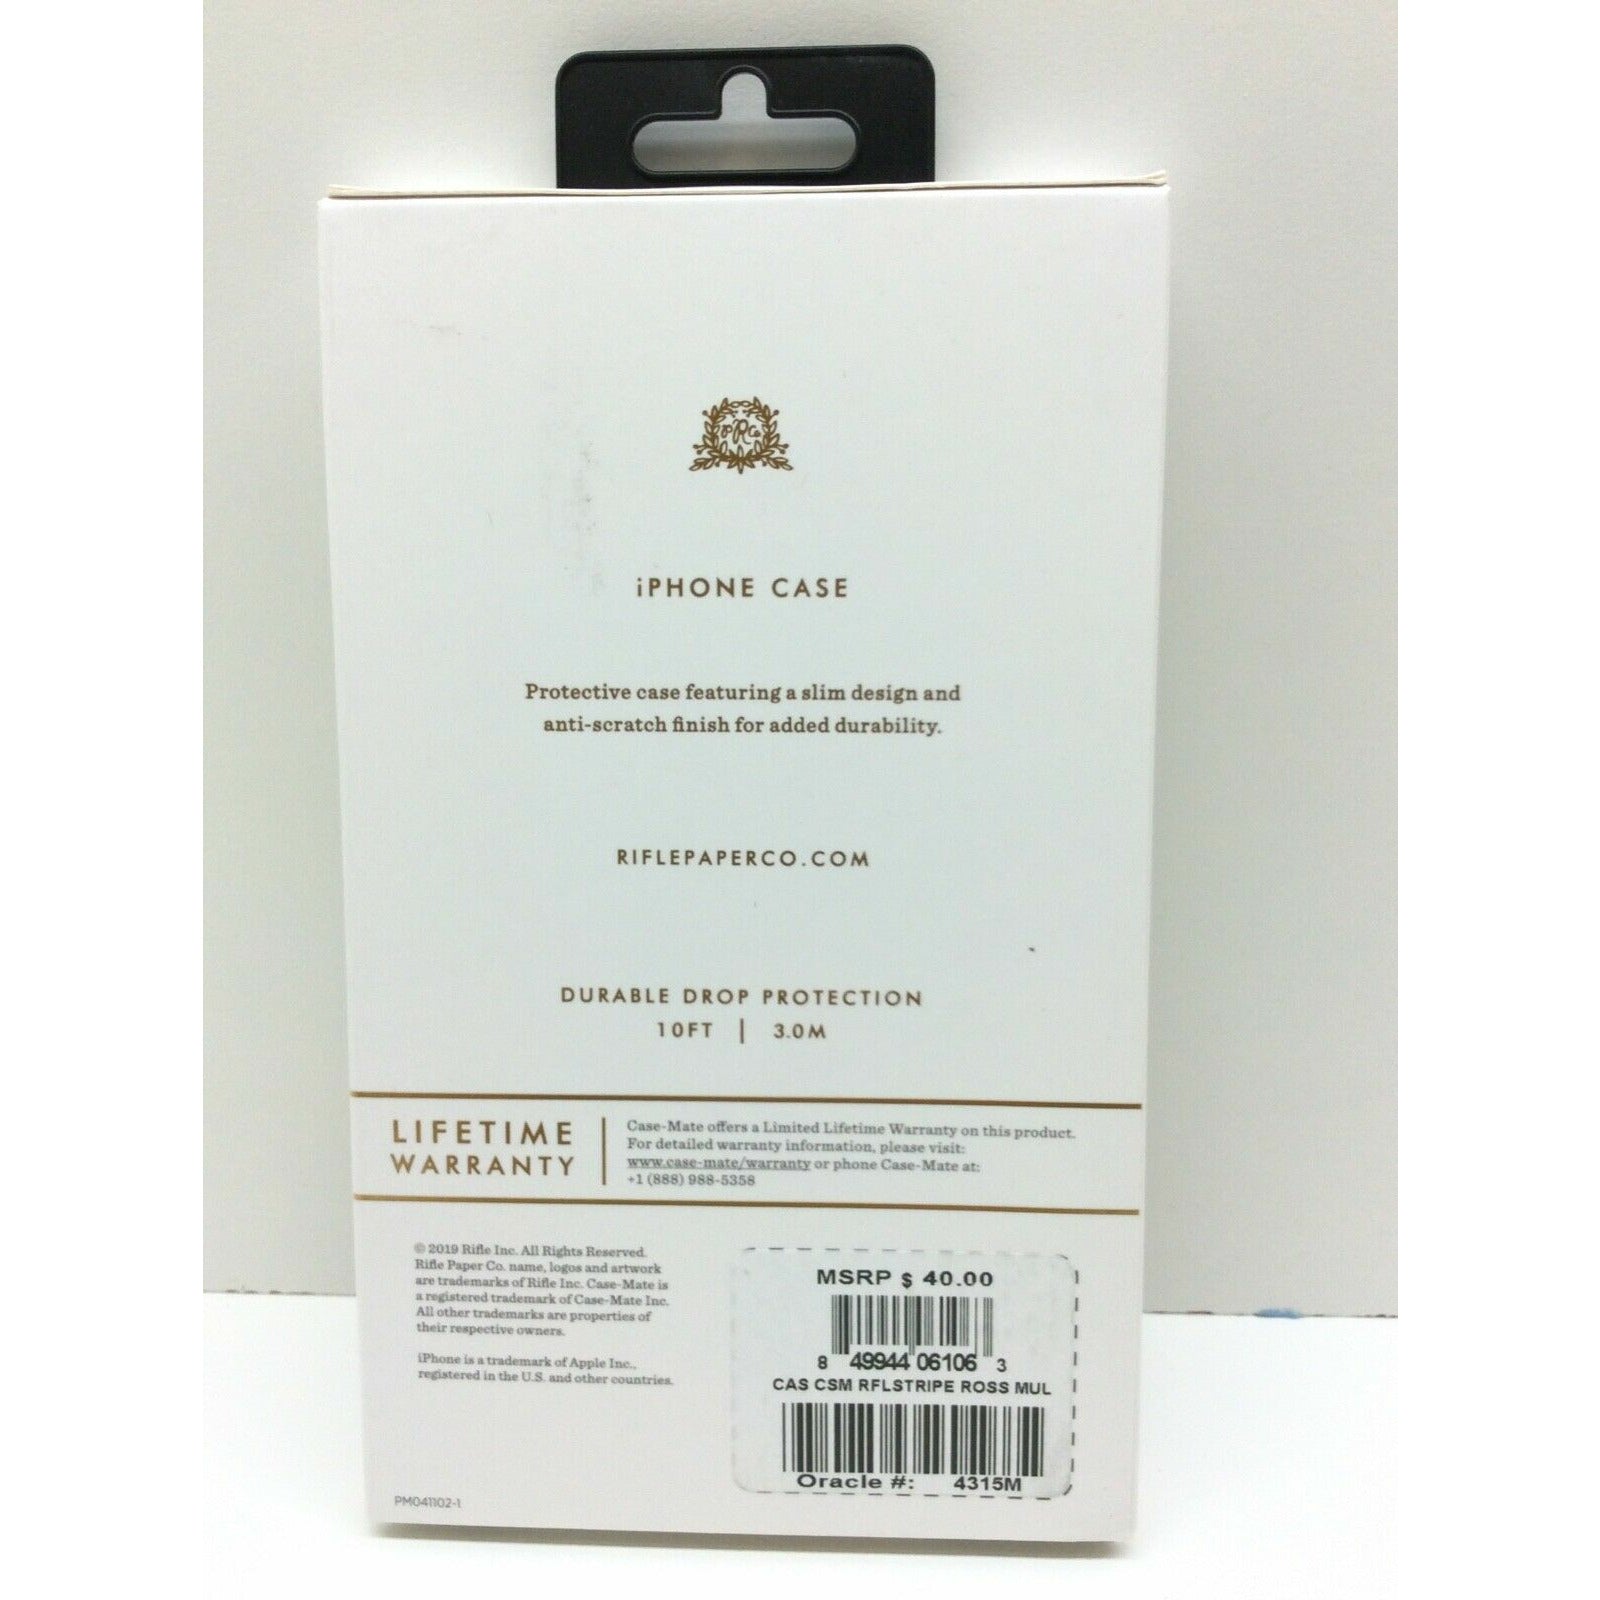 RPCo
iPHONE CASE
Protective case featuring a slim design and
anti-scratch finish for added durability.
RIFLEPAPERCO.COM
DURABLE DROP PROTECTION
10FT | 3.0M
LIFETIME
WARRANTY
Case-Mate offers a Limited Lifetime Warranty on this product.
For detailed warranty information, please visit:
www.case-mate/warranty or phone Case-Mate at:
+1 (888) 988-5358
© 2019 Rifle Inc. All Rights Reserved.
Rifle Paper Co. name, logos and artwork
are trademarks of Rifle Inc. Case-Mate is
a registered trademark of Case-Mate Inc.
All other trademarks are properties of
their respective owners.
iPhone is a trademark of Apple Inc.,
registered in the U.S. and other countries.
PM041102-1
MSRP $ 40.00
8 49944 06106 3
CAS CSM RFLSTRIPE ROSS MUL
Oracle #: 4315M